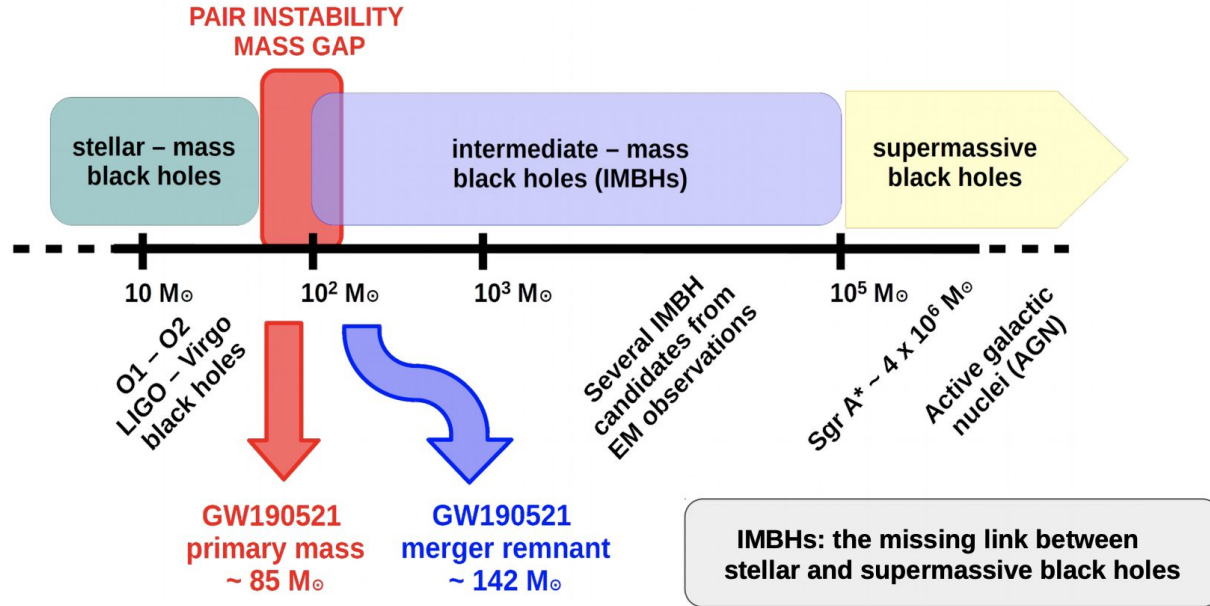 PAIR INSTABILITY
MASS GAP
stellar – mass
black holes
intermediate – mass
black holes (IMBHs)
supermassive
black holes
10 M☉
10² M☉
10³ M☉
10⁵ M☉
O1 – O2
LIGO – Virgo
black holes
Several IMBH
candidates from
EM observations
Sgr A* ~ 4 x 10⁶ M☉
Active galactic
nuclei (AGN)
GW190521
primary mass
~ 85 M☉
GW190521
merger remnant
~ 142 M☉
IMBHs: the missing link between
stellar and supermassive black holes